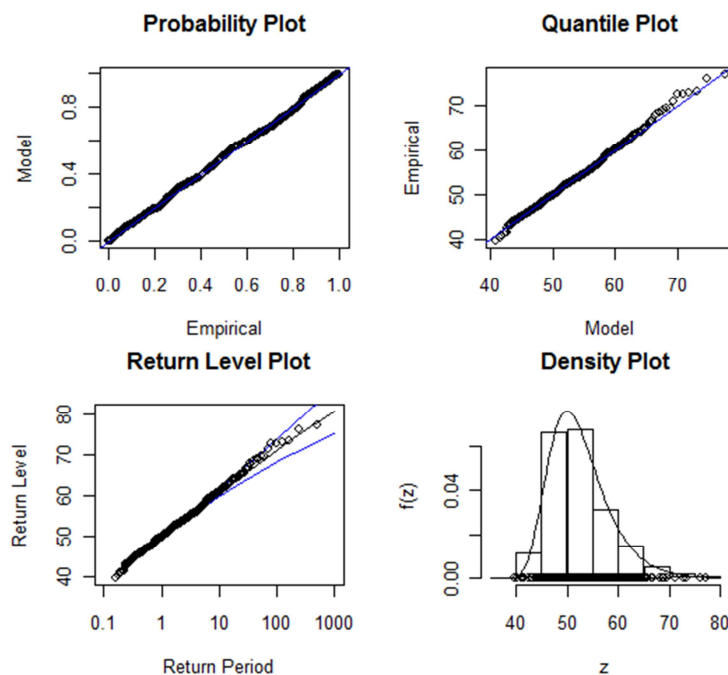 Probability Plot
Model
0.0 0.4 0.8
0.0 0.2 0.4 0.6 0.8 1.0
Empirical
Quantile Plot
Empirical
40 50 60 70
40 50 60 70
Model
Return Level Plot
Return Level
40 50 60 70 80
0.1 1 10 100 1000
Return Period
Density Plot
f(z)
0.00 0.04
40 50 60 70 80
z